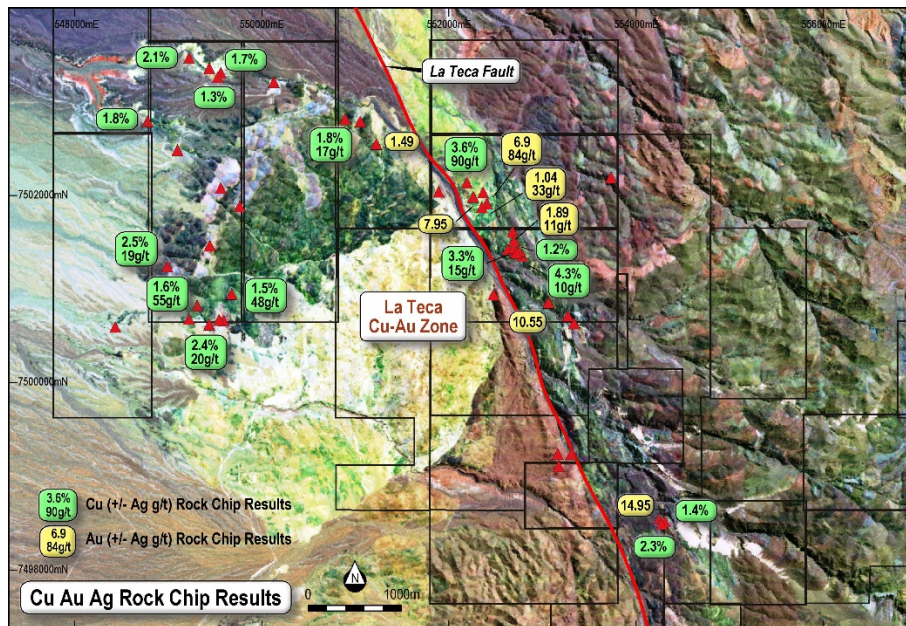 548000mE
550000mE
552000mE
554000mE
556000mE
2.1%
1.7%
1.3%
La Teca Fault
1.8%
1.8%
17g/t
1.49
3.6%
90g/t
6.9
84g/t
1.04
33g/t
7502000mN
7.95
1.89
11g/t
2.5%
19g/t
3.3%
15g/t
1.2%
1.6%
55g/t
1.5%
48g/t
4.3%
10g/t
La Teca
Cu-Au Zone
10.55
2.4%
20g/t
7500000mN
3.6%
90g/t
Cu (+/- Ag g/t) Rock Chip Results
6.9
84g/t
Au (+/- Ag g/t) Rock Chip Results
14.95
1.4%
2.3%
7498000mN
Cu Au Ag Rock Chip Results
N
0
1000m